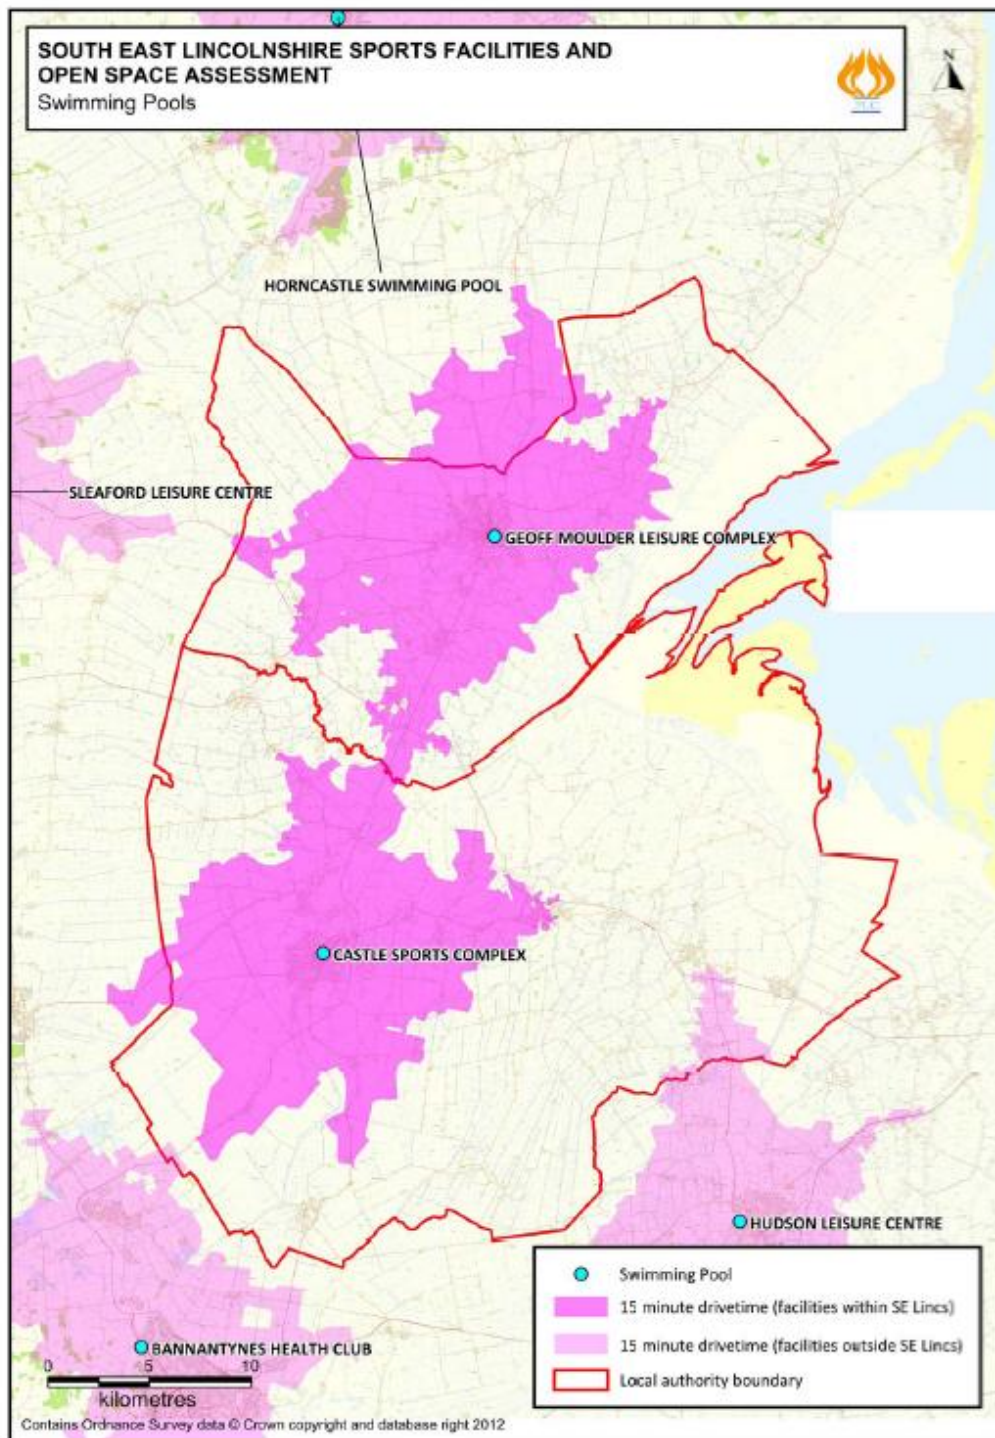 SOUTH EAST LINCOLNSHIRE SPORTS FACILITIES AND
OPEN SPACE ASSESSMENT
Swimming Pools
N
HORNCASTLE SWIMMING POOL
SLEAFORD LEISURE CENTRE
GEOFF MOULDER LEISURE COMPLEX
CASTLE SPORTS COMPLEX
HUDSON LEISURE CENTRE
BANNANTYNES HEALTH CLUB
0 5 10
kilometres
Swimming Pool
15 minute drivetime (facilities within SE Lincs)
15 minute drivetime (facilities outside SE Lincs)
Local authority boundary
Contains Ordnance Survey data © Crown copyright and database right 2012